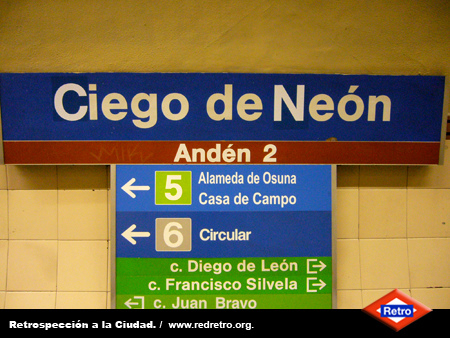 Ciego de Neón
Andén 2
5 Alameda de Osuna
Casa de Campo
6 Circular
c. Diego de León
c. Francisco Silvela
c. Juan Bravo
Retro
Retrospección a la Ciudad. / www.redretro.org.